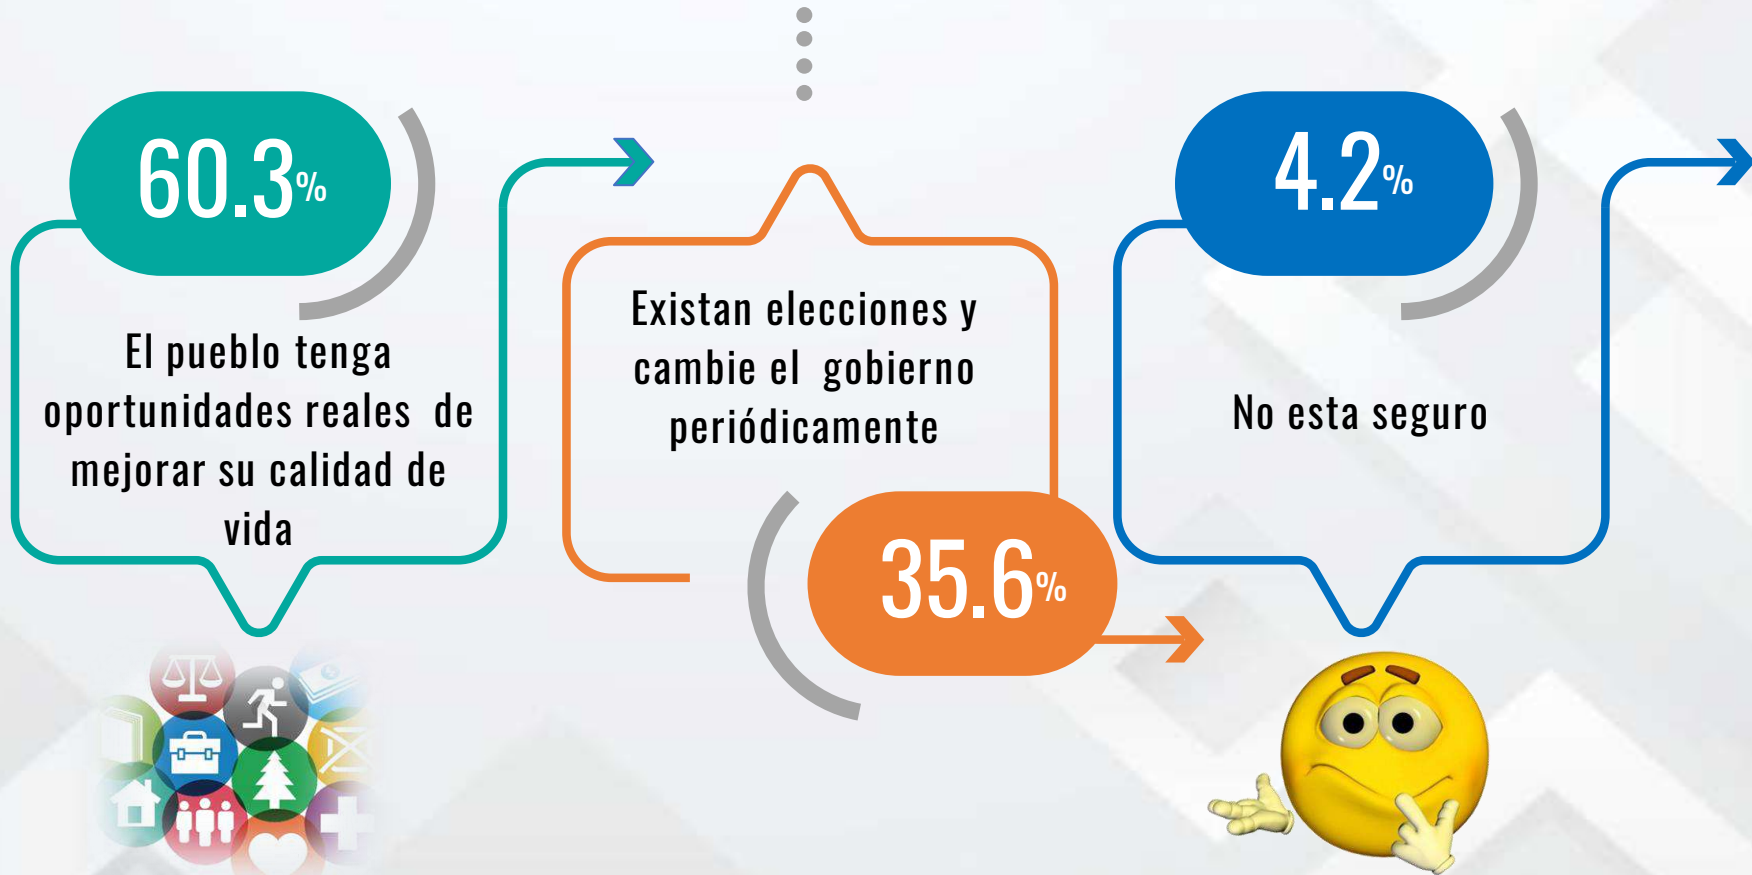 60.3%
El pueblo tenga
oportunidades reales de
mejorar su calidad de
vida
Existan elecciones y
cambie el gobierno
periódicamente
35.6%
4.2%
No esta seguro